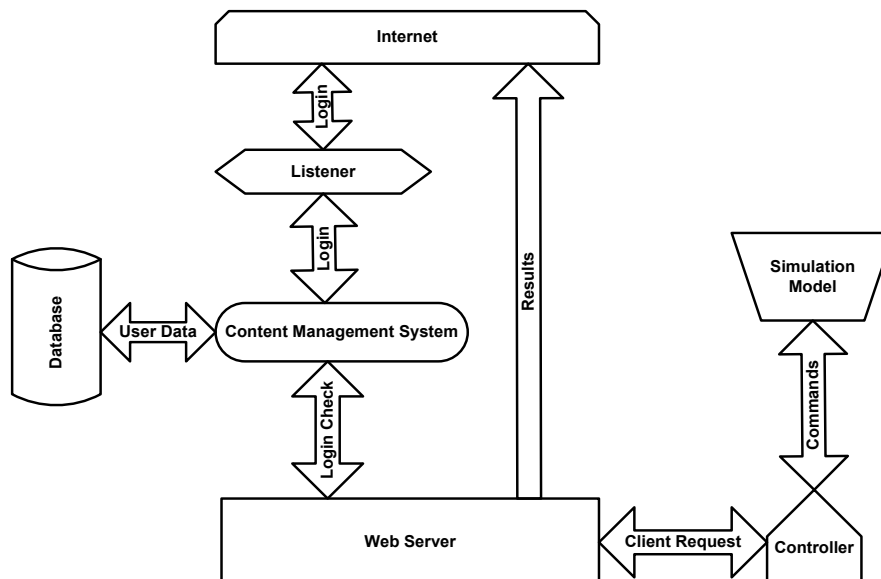 Internet
Login
Listener
Login
Results
Simulation
Model
Database
User Data
Content Management System
Login Check
Commands
Web Server
Client Request
Controller